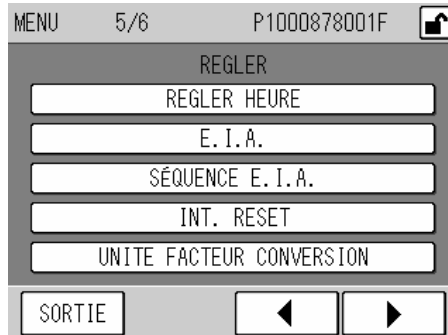 MENU 5/6 P1000878001F
REGLER
REGLER HEURE
E.I.A.
SÉQUENCE E.I.A.
INT. RESET
UNITE FACTEUR CONVERSION
SORTIE